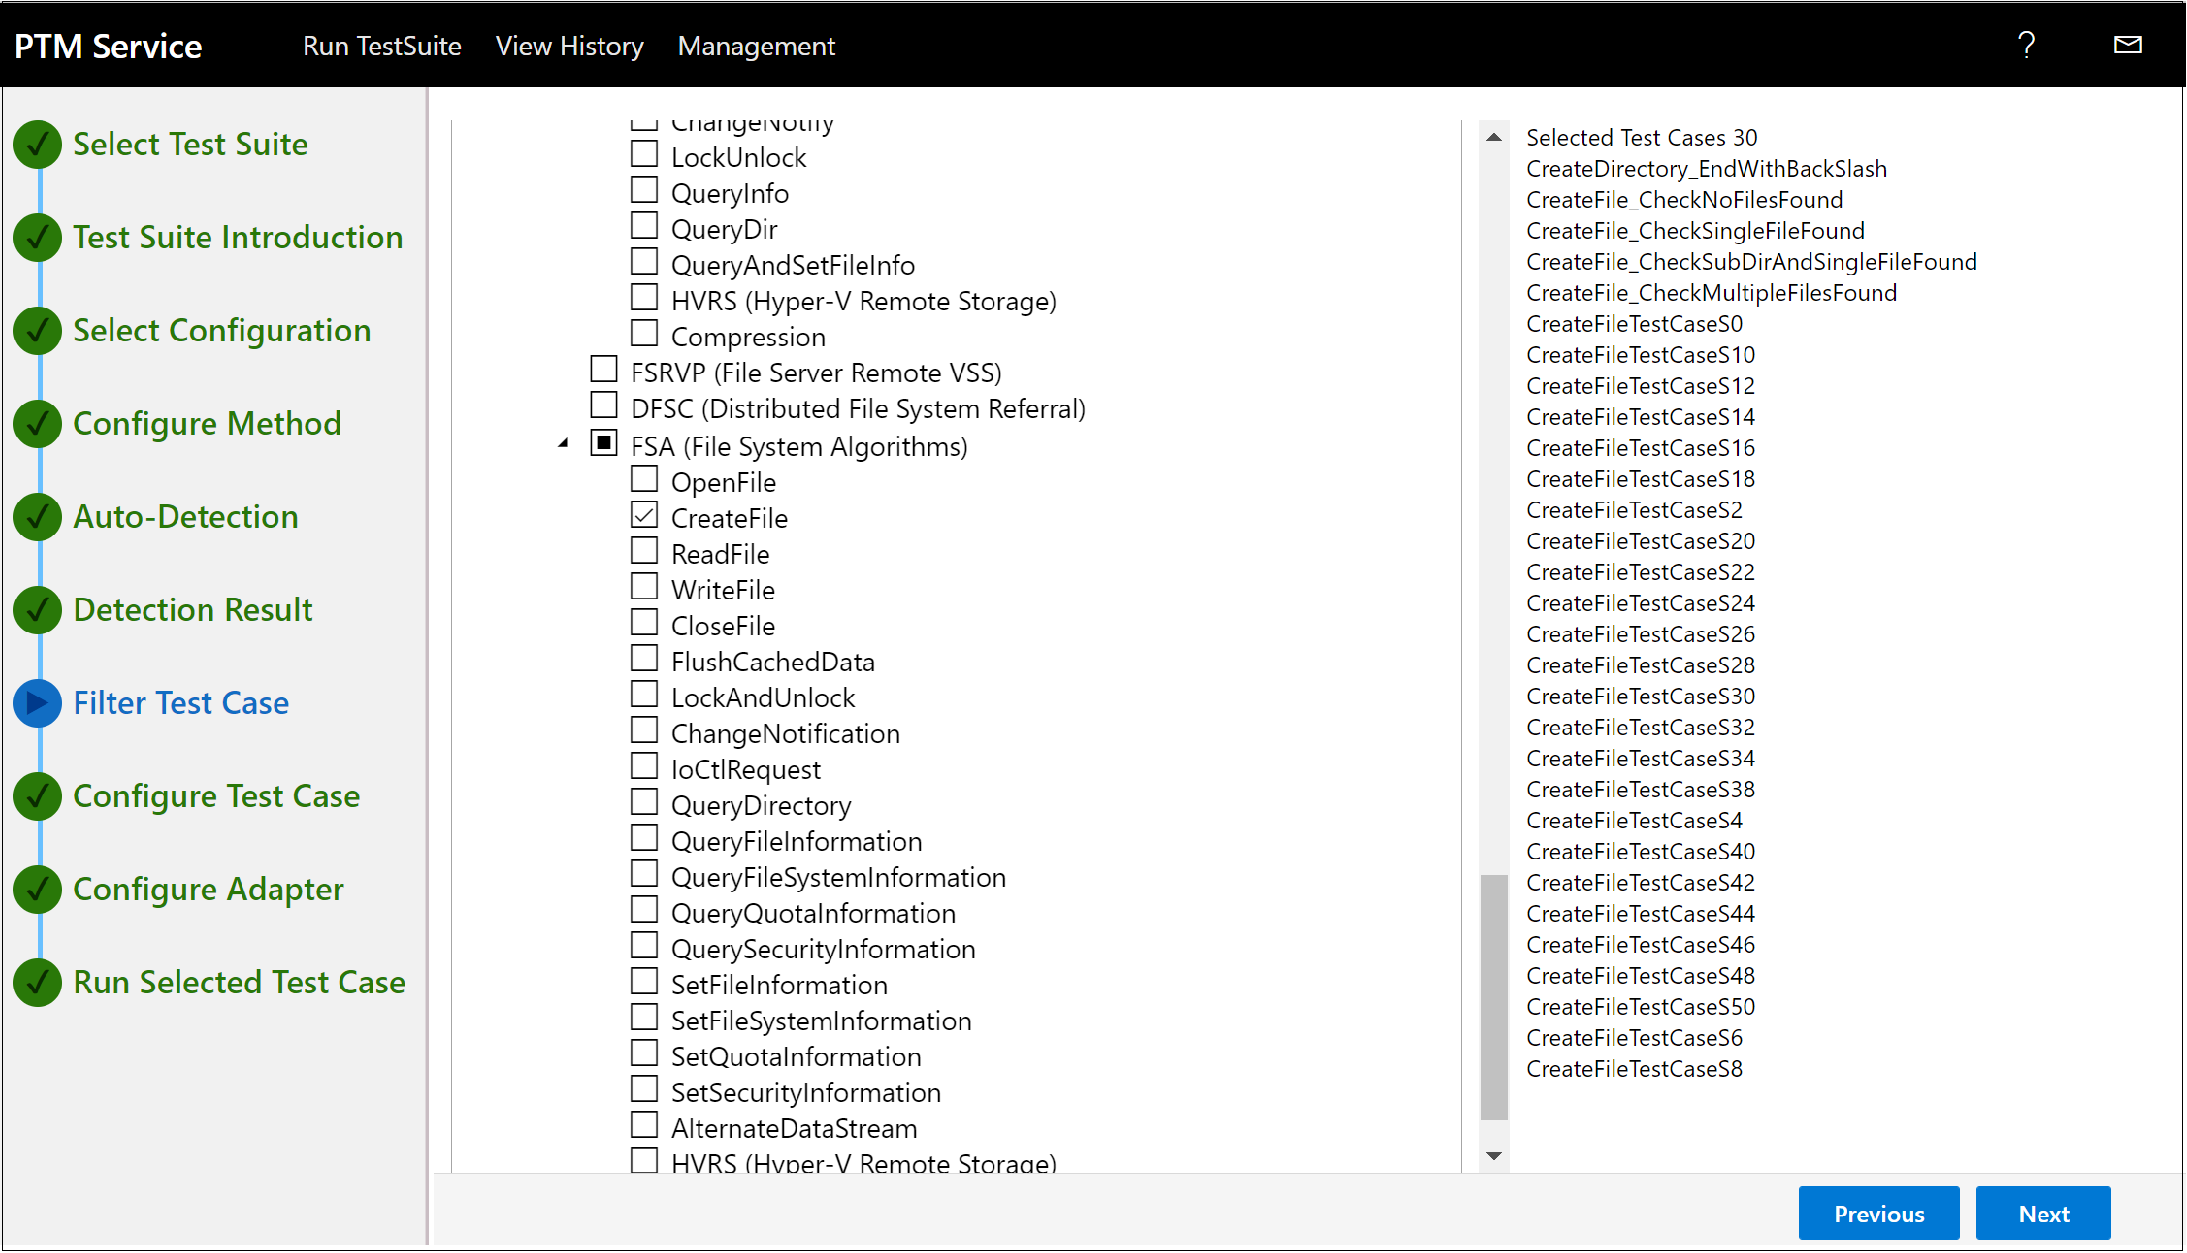 PTM Service
Run TestSuite
View History
Management
?
Select Test Suite
Test Suite Introduction
Select Configuration
Configure Method
Auto-Detection
Detection Result
Filter Test Case
Configure Test Case
Configure Adapter
Run Selected Test Case
ChangeNotify
LockUnlock
QueryInfo
QueryDir
QueryAndSetFileInfo
HVRS (Hyper-V Remote Storage)
Compression
FSRVP (File Server Remote VSS)
DFSC (Distributed File System Referral)
FSA (File System Algorithms)
OpenFile
CreateFile
ReadFile
WriteFile
CloseFile
FlushCachedData
LockAndUnlock
ChangeNotification
IoCtlRequest
QueryDirectory
QueryFileInformation
QueryFileSystemInformation
QueryQuotaInformation
QuerySecurityInformation
SetFileInformation
SetFileSystemInformation
SetQuotaInformation
SetSecurityInformation
AlternateDataStream
HVRS (Hyper-V Remote Storage)
Selected Test Cases 30
CreateDirectory_EndWithBackSlash
CreateFile_CheckNoFilesFound
CreateFile_CheckSingleFileFound
CreateFile_CheckSubDirAndSingleFileFound
CreateFile_CheckMultipleFilesFound
CreateFileTestCaseS0
CreateFileTestCaseS10
CreateFileTestCaseS12
CreateFileTestCaseS14
CreateFileTestCaseS16
CreateFileTestCaseS18
CreateFileTestCaseS2
CreateFileTestCaseS20
CreateFileTestCaseS22
CreateFileTestCaseS24
CreateFileTestCaseS26
CreateFileTestCaseS28
CreateFileTestCaseS30
CreateFileTestCaseS32
CreateFileTestCaseS34
CreateFileTestCaseS38
CreateFileTestCaseS4
CreateFileTestCaseS40
CreateFileTestCaseS42
CreateFileTestCaseS44
CreateFileTestCaseS46
CreateFileTestCaseS48
CreateFileTestCaseS50
CreateFileTestCaseS6
CreateFileTestCaseS8
Previous
Next